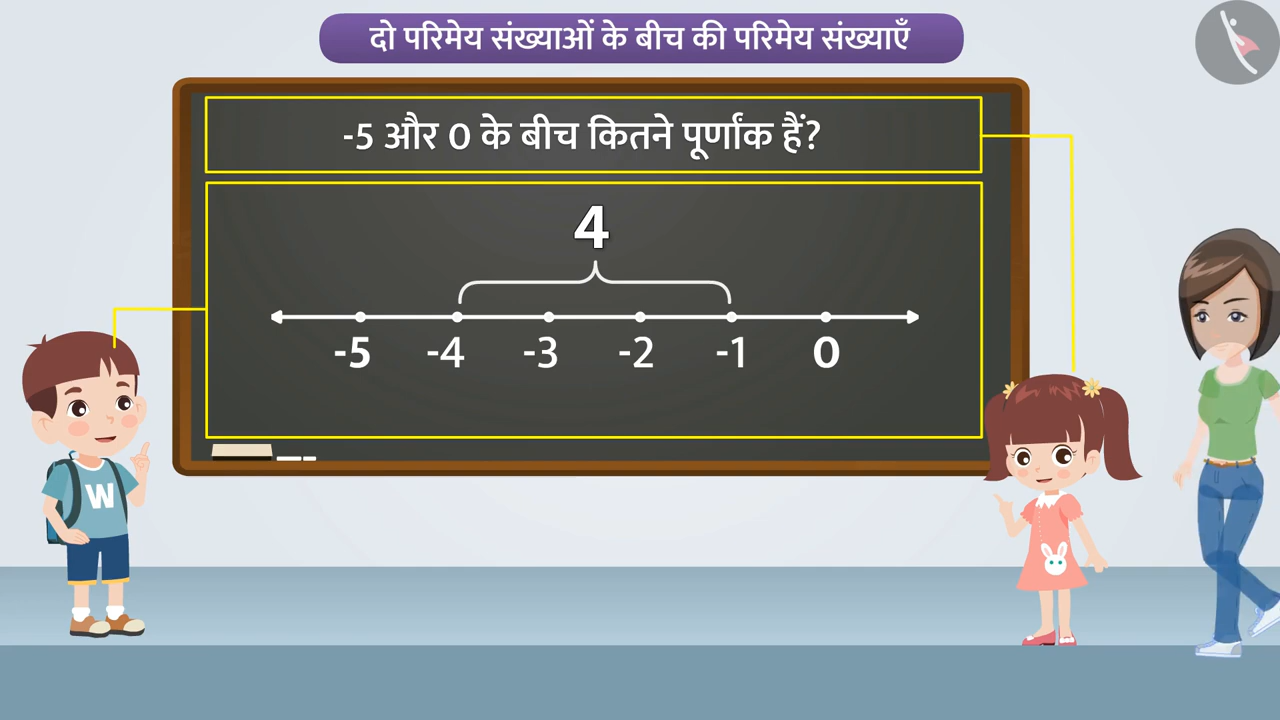 दो परिमेय संख्याओं के बीच की परिमेय संख्याएँ
-5 और 0 के बीच कितने पूर्णांक हैं?
4
-5 -4 -3 -2 -1 0
W